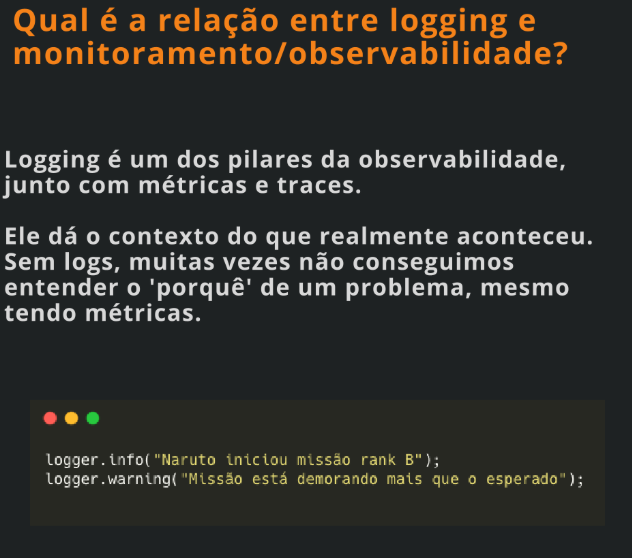 Qual é a relação entre logging e
monitoramento/observabilidade?
Logging é um dos pilares da observabilidade,
junto com métricas e traces.
Ele dá o contexto do que realmente aconteceu.
Sem logs, muitas vezes não conseguimos
entender o 'porquê' de um problema, mesmo
tendo métricas.
logger.info("Naruto iniciou missão rank B");
logger.warning("Missão está demorando mais que o esperado");